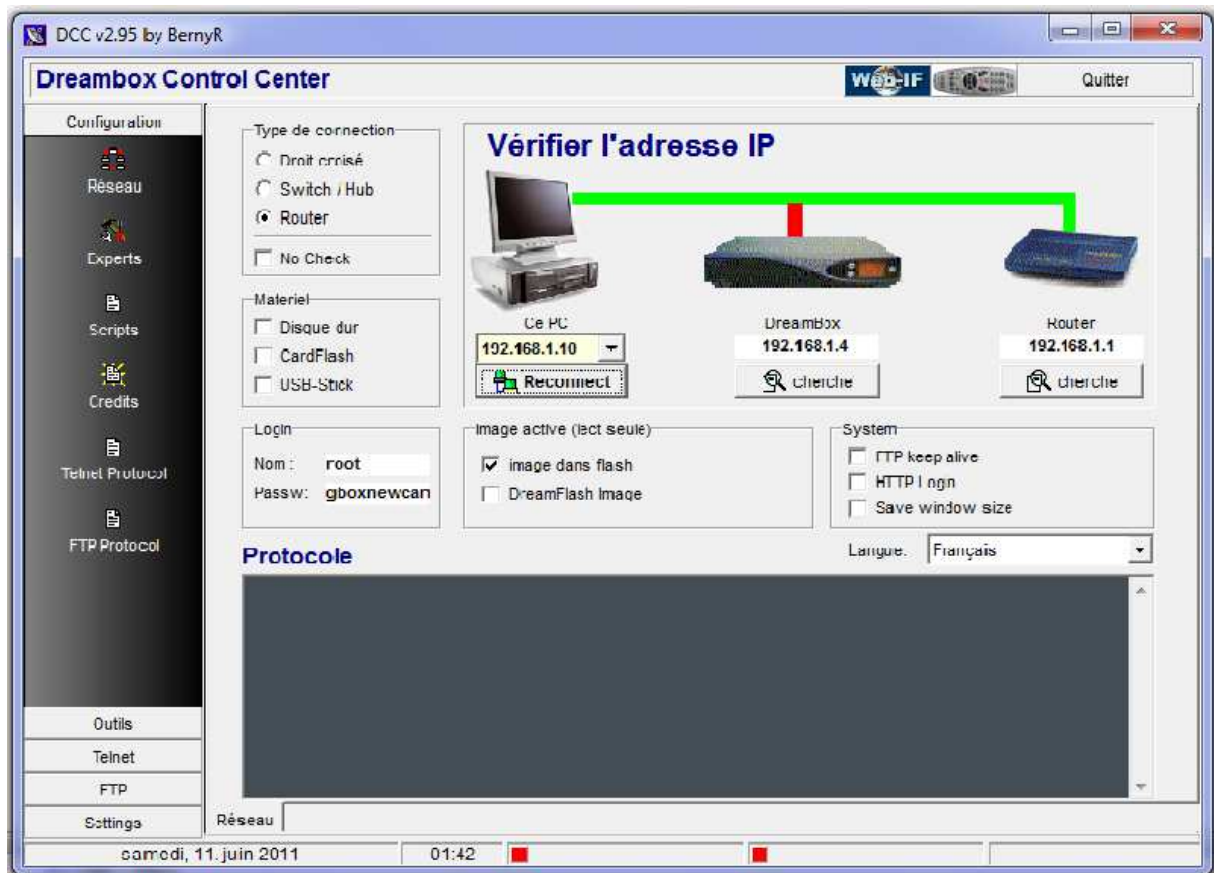 DCC v2.95 by BernyR
Dreambox Control Center
Web-IF
Quitter
Configuration
Réseau
Experts
Scripts
Credits
Telnet Protocol
FTP Protocol
Outils
Telnet
FTP
Settings
Type de connection
Droit croisé
Switch / Hub
Router
No Check
Materiel
Disque dur
CardFlash
USB-Stick
Vérifier l'adresse IP
Ce PC
192.168.1.10
Reconnect
DreamBox
192.168.1.4
cherche
Router
192.168.1.1
cherche
Login
Nom : root
Passw: gboxnewcan
Image active (lect seule)
image dans flash
DreamFlash Image
System
FTP keep alive
HTTP Login
Save window size
Langue: Français
Protocole
Réseau
samedi, 11. juin 2011
01:42